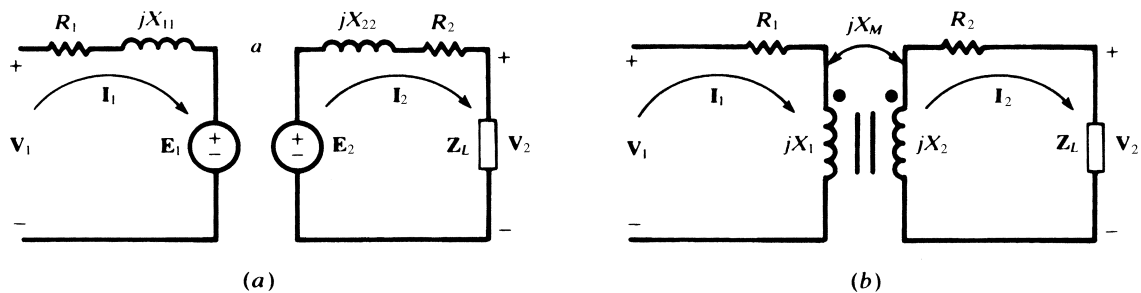 R1 jX11 a jX22 R2
+ + 
I1 I2
V1 + − E1 + − E2 ZL V2
− −
(a)
R1 jXM R2
+ +
I1 I2
V1 jX1 jX2 ZL V2
− −
(b)